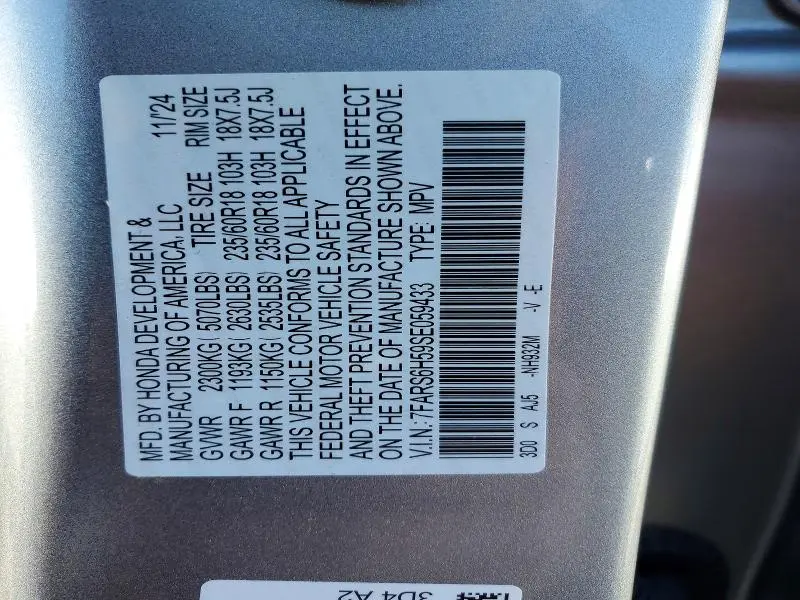 MFD. BY HONDA DEVELOPMENT &
MANUFACTURING OF AMERICA, LLC 11/'24
GVWR 2300KG( 5070LBS) TIRE SIZE RIM SIZE
GAWR F 1193KG( 2630LBS) 235/60R18 103H 18X7.5J
GAWR R 1150KG( 2535LBS) 235/60R18 103H 18X7.5J
THIS VEHICLE CONFORMS TO ALL APPLICABLE
FEDERAL MOTOR VEHICLE SAFETY
AND THEFT PREVENTION STANDARDS IN EFFECT
ON THE DATE OF MANUFACTURE SHOWN ABOVE.
V.I.N.: 7FARS6H59SE059433 TYPE: MPV
3D0 S AJ5 -NH932M -V -E
3D4 A2